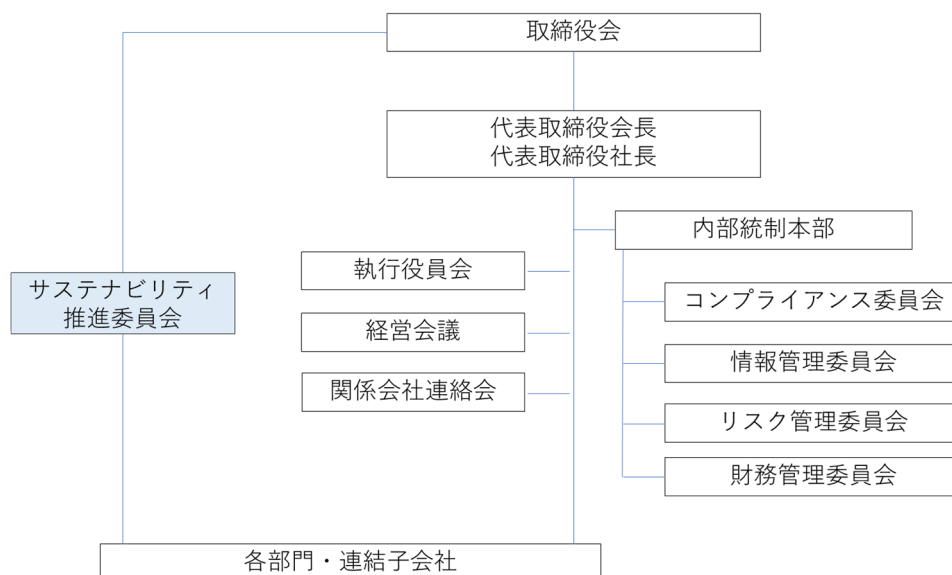 取締役会
代表取締役会長
代表取締役社長
内部統制本部
執行役員会
サステナビリティ
推進委員会
コンプライアンス委員会
経営会議
情報管理委員会
関係会社連絡会
リスク管理委員会
財務管理委員会
各部門・連結子会社